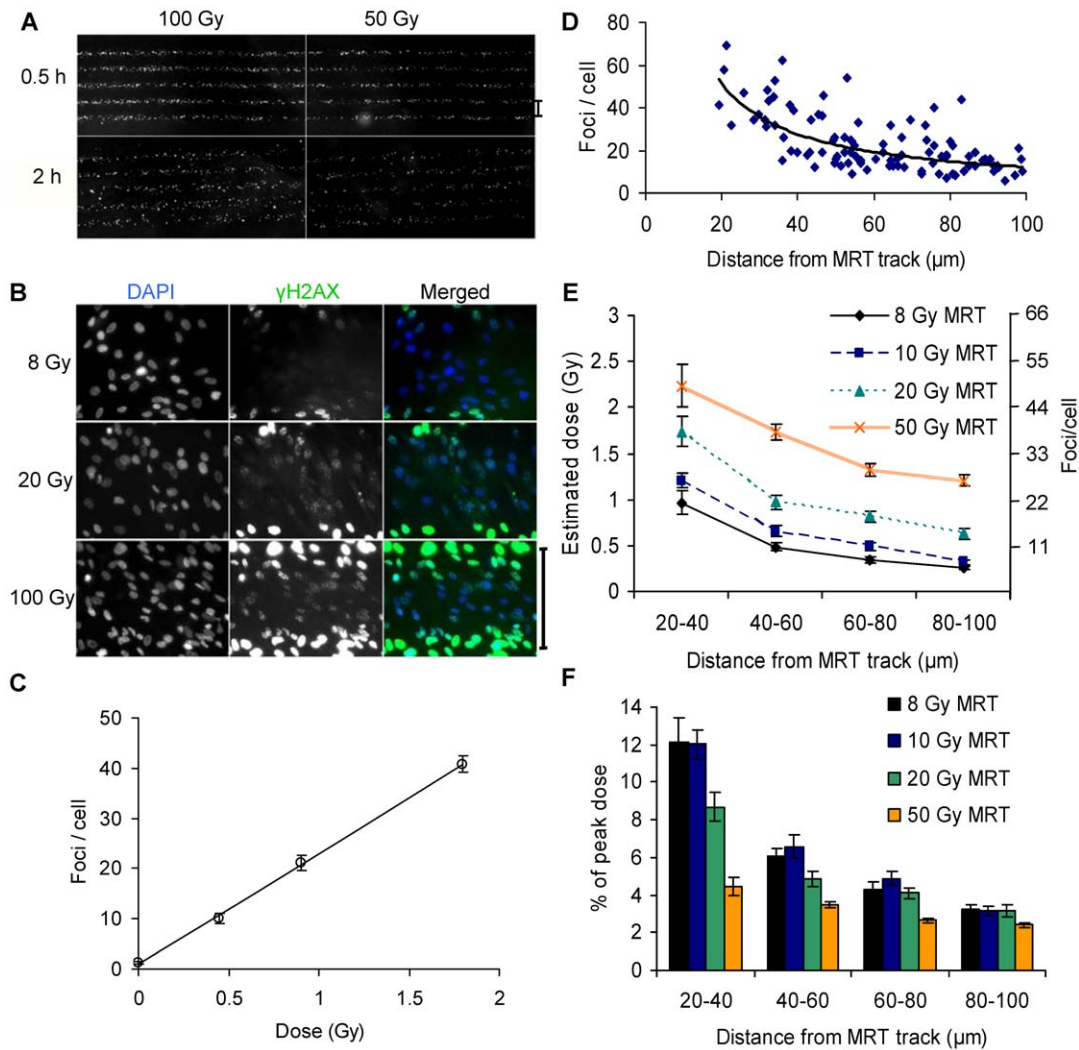 A
100 Gy
50 Gy
0.5 h
2 h
B
DAPI
γH2AX
Merged
8 Gy
20 Gy
100 Gy
C
Foci / cell
50
40
30
20
10
0
0
0.5
1
1.5
2
Dose (Gy)
D
Foci / cell
80
60
40
20
0
0
20
40
60
80
100
Distance from MRT track (µm)
E
Estimated dose (Gy)
3
2.5
2
1.5
1
0.5
0
8 Gy MRT
10 Gy MRT
20 Gy MRT
50 Gy MRT
66
55
44
33
22
11
Foci/cell
20-40
40-60
60-80
80-100
Distance from MRT track (µm)
F
% of peak dose
14
12
10
8
6
4
2
0
8 Gy MRT
10 Gy MRT
20 Gy MRT
50 Gy MRT
20-40
40-60
60-80
80-100
Distance from MRT track (µm)